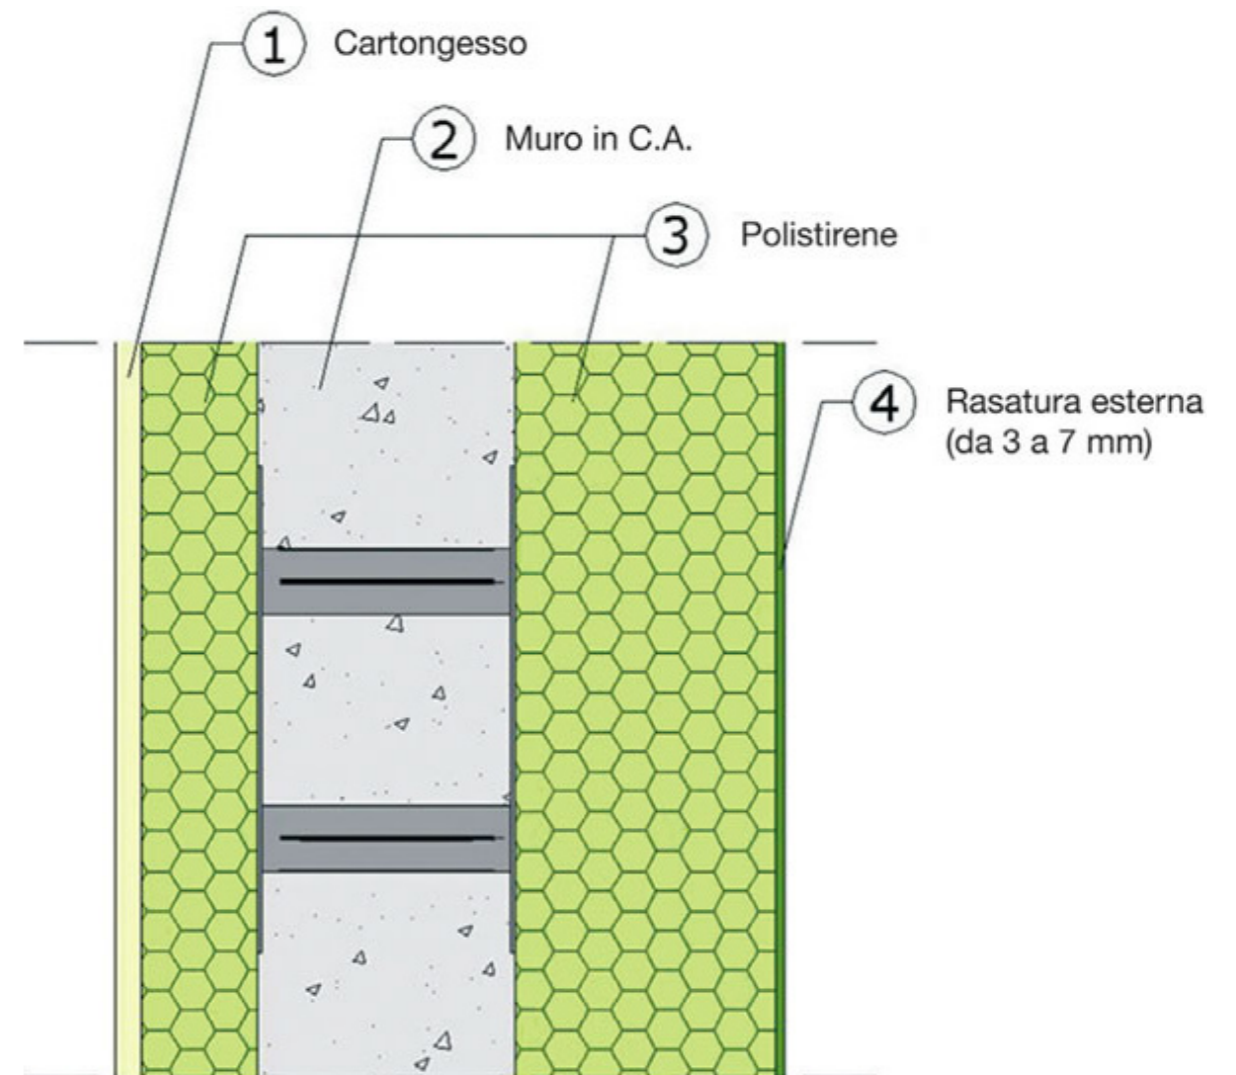 1 Cartongesso
2 Muro in C.A.
3 Polistirene
4 Rasatura esterna
(da 3 a 7 mm)